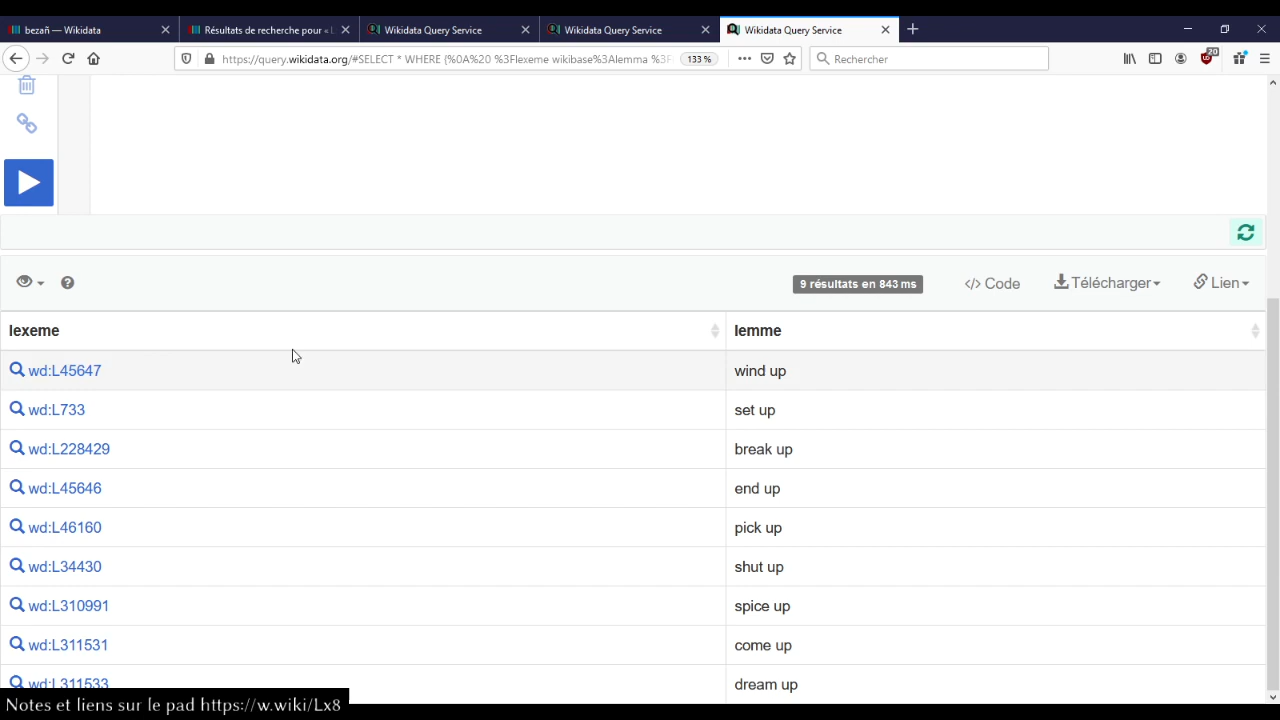 bezañ — Wikidata
Résultats de recherche pour « L
Wikidata Query Service
Wikidata Query Service
Wikidata Query Service
https://query.wikidata.org/#SELECT * WHERE {%0A%20 %3Flexeme wikibase%3Alemma %3F
133 %
Rechercher
20
9 résultats en 843 ms
</> Code
Télécharger
Lien
lexeme lemme
wd:L45647 wind up
wd:L733 set up
wd:L228429 break up
wd:L45646 end up
wd:L46160 pick up
wd:L34430 shut up
wd:L310991 spice up
wd:L311531 come up
wd:L311533 dream up
Notes et liens sur le pad https://w.wiki/Lx8